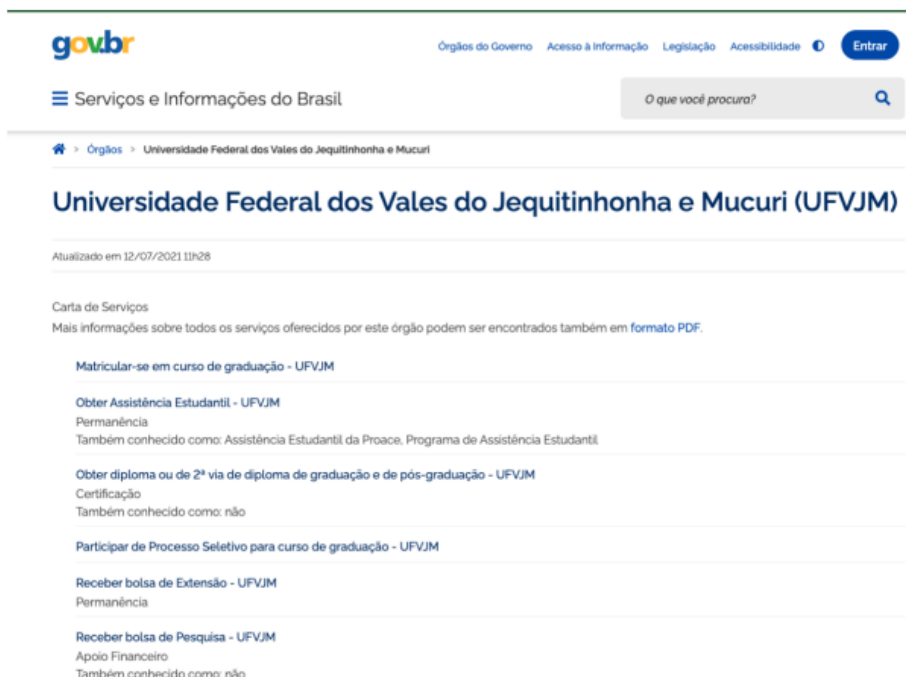 gov.br
Órgãos do Governo Acesso à Informação Legislação Acessibilidade Entrar
Serviços e Informações do Brasil O que você procura?
> Órgãos > Universidade Federal dos Vales do Jequitinhonha e Mucuri
Universidade Federal dos Vales do Jequitinhonha e Mucuri (UFVJM)
Atualizado em 12/07/2021 11h28
Carta de Serviços
Mais informações sobre todos os serviços oferecidos por este órgão podem ser encontrados também em formato PDF.
Matricular-se em curso de graduação - UFVJM
Obter Assistência Estudantil - UFVJM
Permanência
Também conhecido como: Assistência Estudantil da Proace, Programa de Assistência Estudantil
Obter diploma ou de 2ª via de diploma de graduação e de pós-graduação - UFVJM
Certificação
Também conhecido como: não
Participar de Processo Seletivo para curso de graduação - UFVJM
Receber bolsa de Extensão - UFVJM
Permanência
Receber bolsa de Pesquisa - UFVJM
Apoio Financeiro
Também conhecido como: não